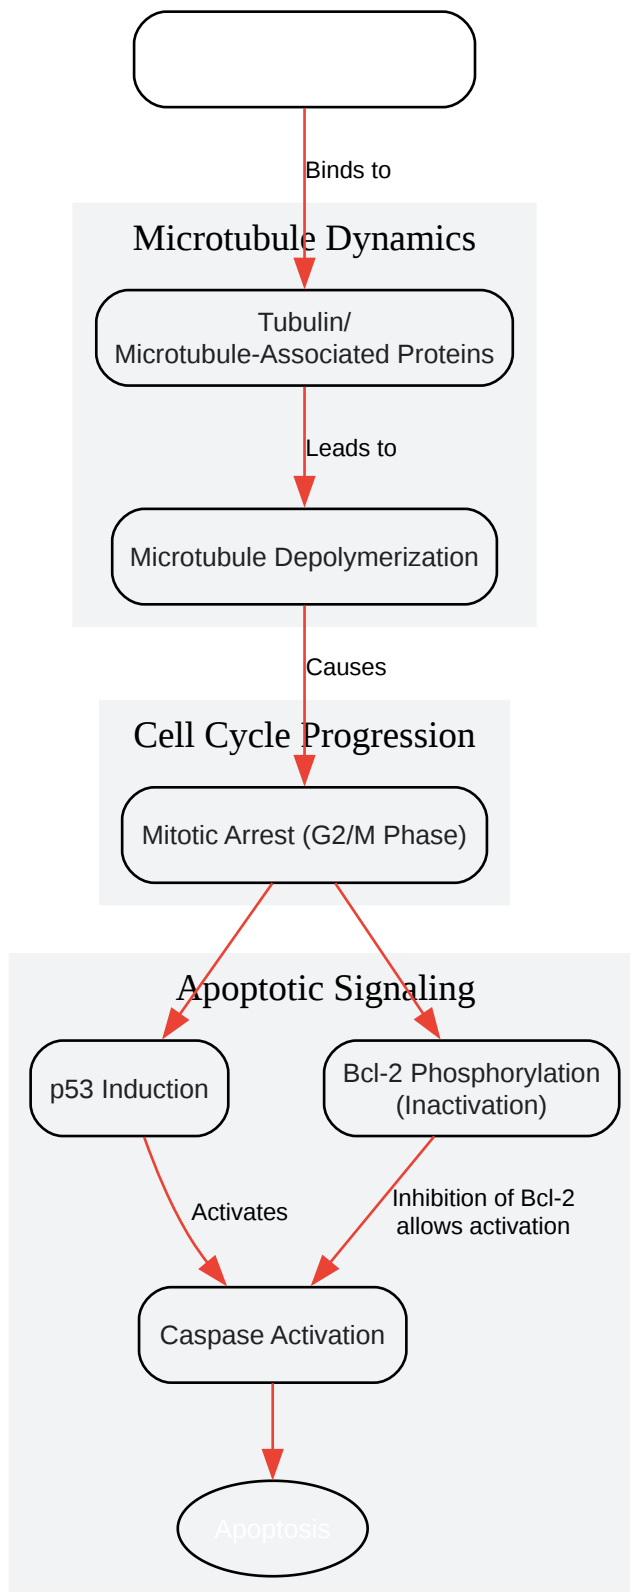 Binds to
Microtubule Dynamics
Tubulin/
Microtubule-Associated Proteins
Leads to
Microtubule Depolymerization
Causes
Cell Cycle Progression
Mitotic Arrest (G2/M Phase)
Apoptotic Signaling
p53 Induction
Bcl-2 Phosphorylation
(Inactivation)
Activates
Inhibition of Bcl-2
allows activation
Caspase Activation
Apoptosis